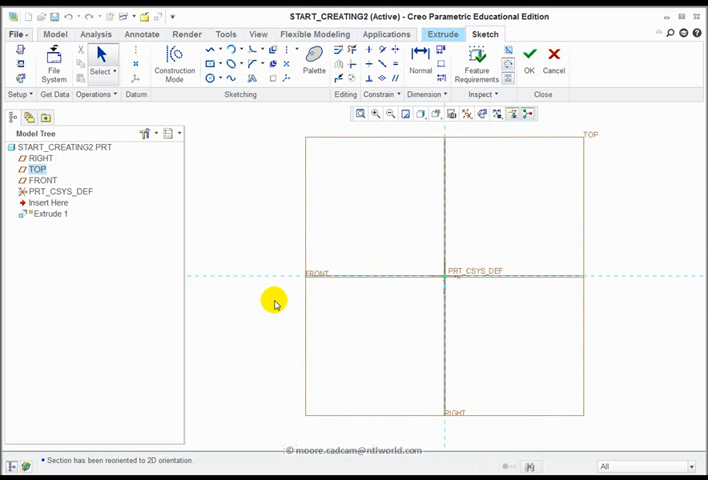 START_CREATING2 (Active) - Creo Parametric Educational Edition
File
Model
Analysis
Annotate
Render
Tools
View
Flexible Modeling
Applications
Extrude
Sketch
File System
Select
Construction Mode
Palette
Normal
Feature Requirements
OK
Cancel
Setup
Get Data
Operations
Datum
Sketching
Editing
Constrain
Dimension
Inspect
Close
Model Tree
START_CREATING2.PRT
RIGHT
TOP
FRONT
PRT_CSYS_DEF
Insert Here
Extrude 1
TOP
FRONT
PRT_CSYS_DEF
RIGHT
© moore.cadcam@ntlworld.com
• Section has been reoriented to 2D orientation.
All